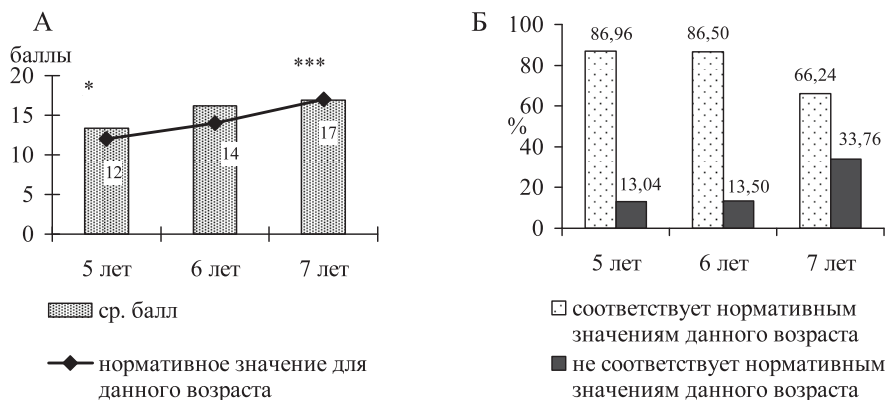 А
баллы
20
15
10
5
0
*
***
12
14
17
5 лет
6 лет
7 лет
ср. балл
нормативное значение для
данного возраста
Б
100
80
60
%
40
20
0
86,96
13,04
86,50
13,50
66,24
33,76
5 лет
6 лет
7 лет
соответствует нормативным
значениям данного возраста
не соответствует нормативным
значениям данного возраста